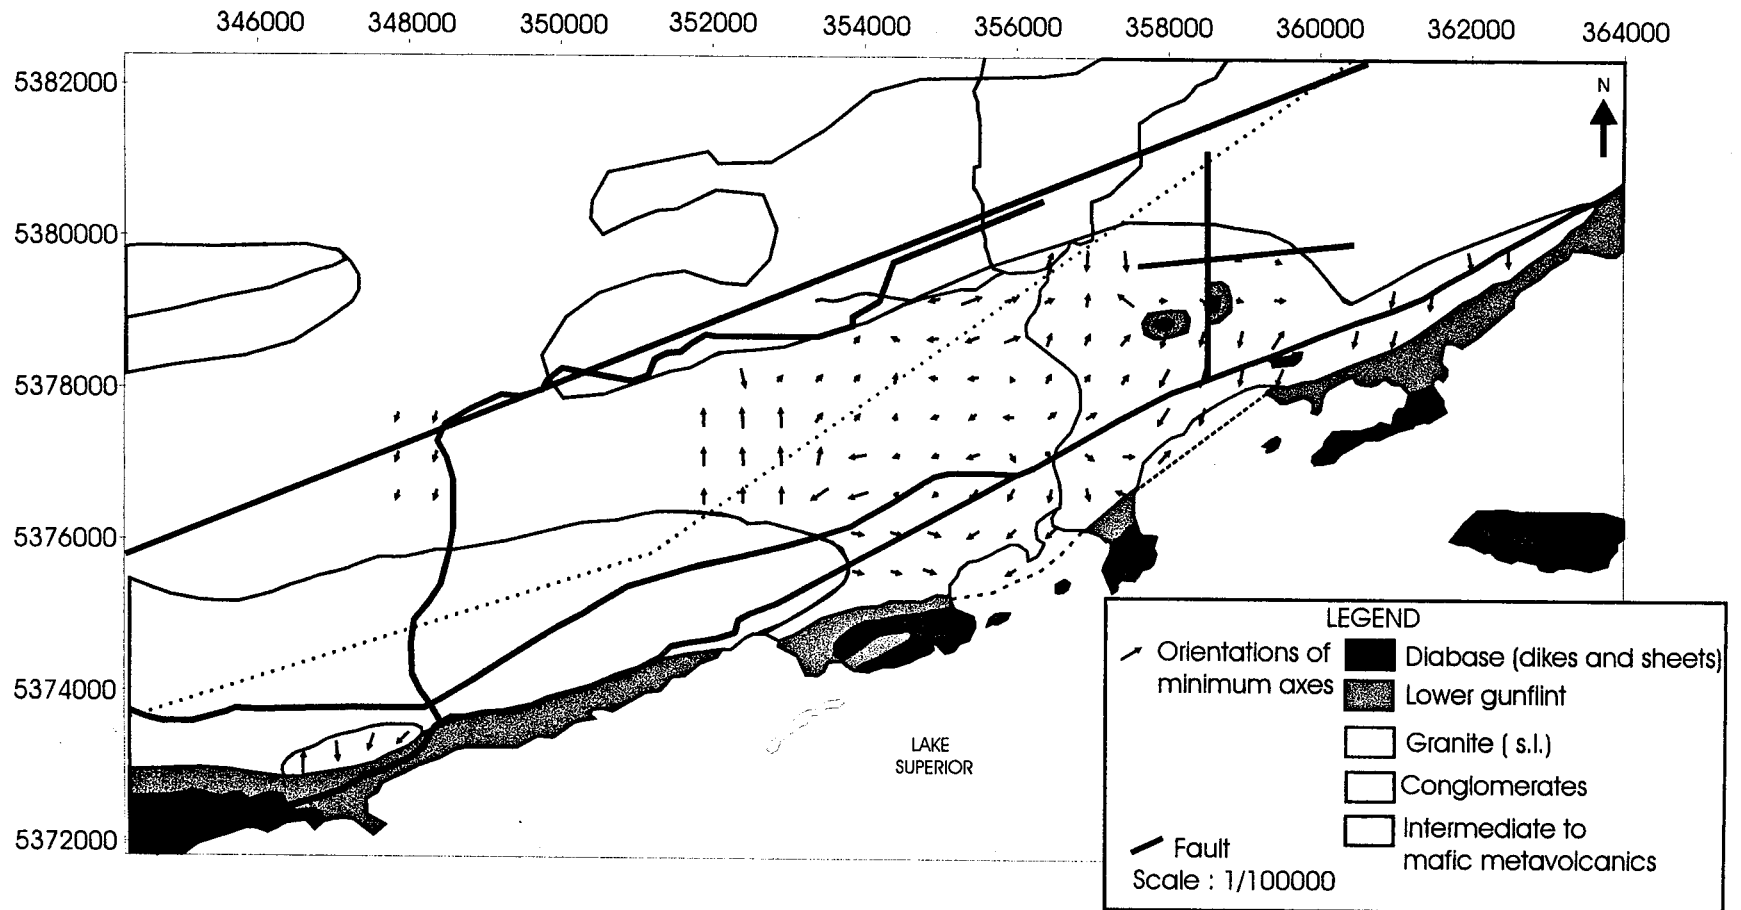 346000 348000 350000 352000 354000 356000 358000 360000 362000 364000
5382000
N
5380000
5378000
5376000
5374000
LAKE
SUPERIOR
5372000
LEGEND
Orientations of
minimum axes
Diabase (dikes and sheets)
Lower gunflint
Granite ( s.l.)
Conglomerates
Intermediate to
mafic metavolcanics
Fault
Scale : 1/100000